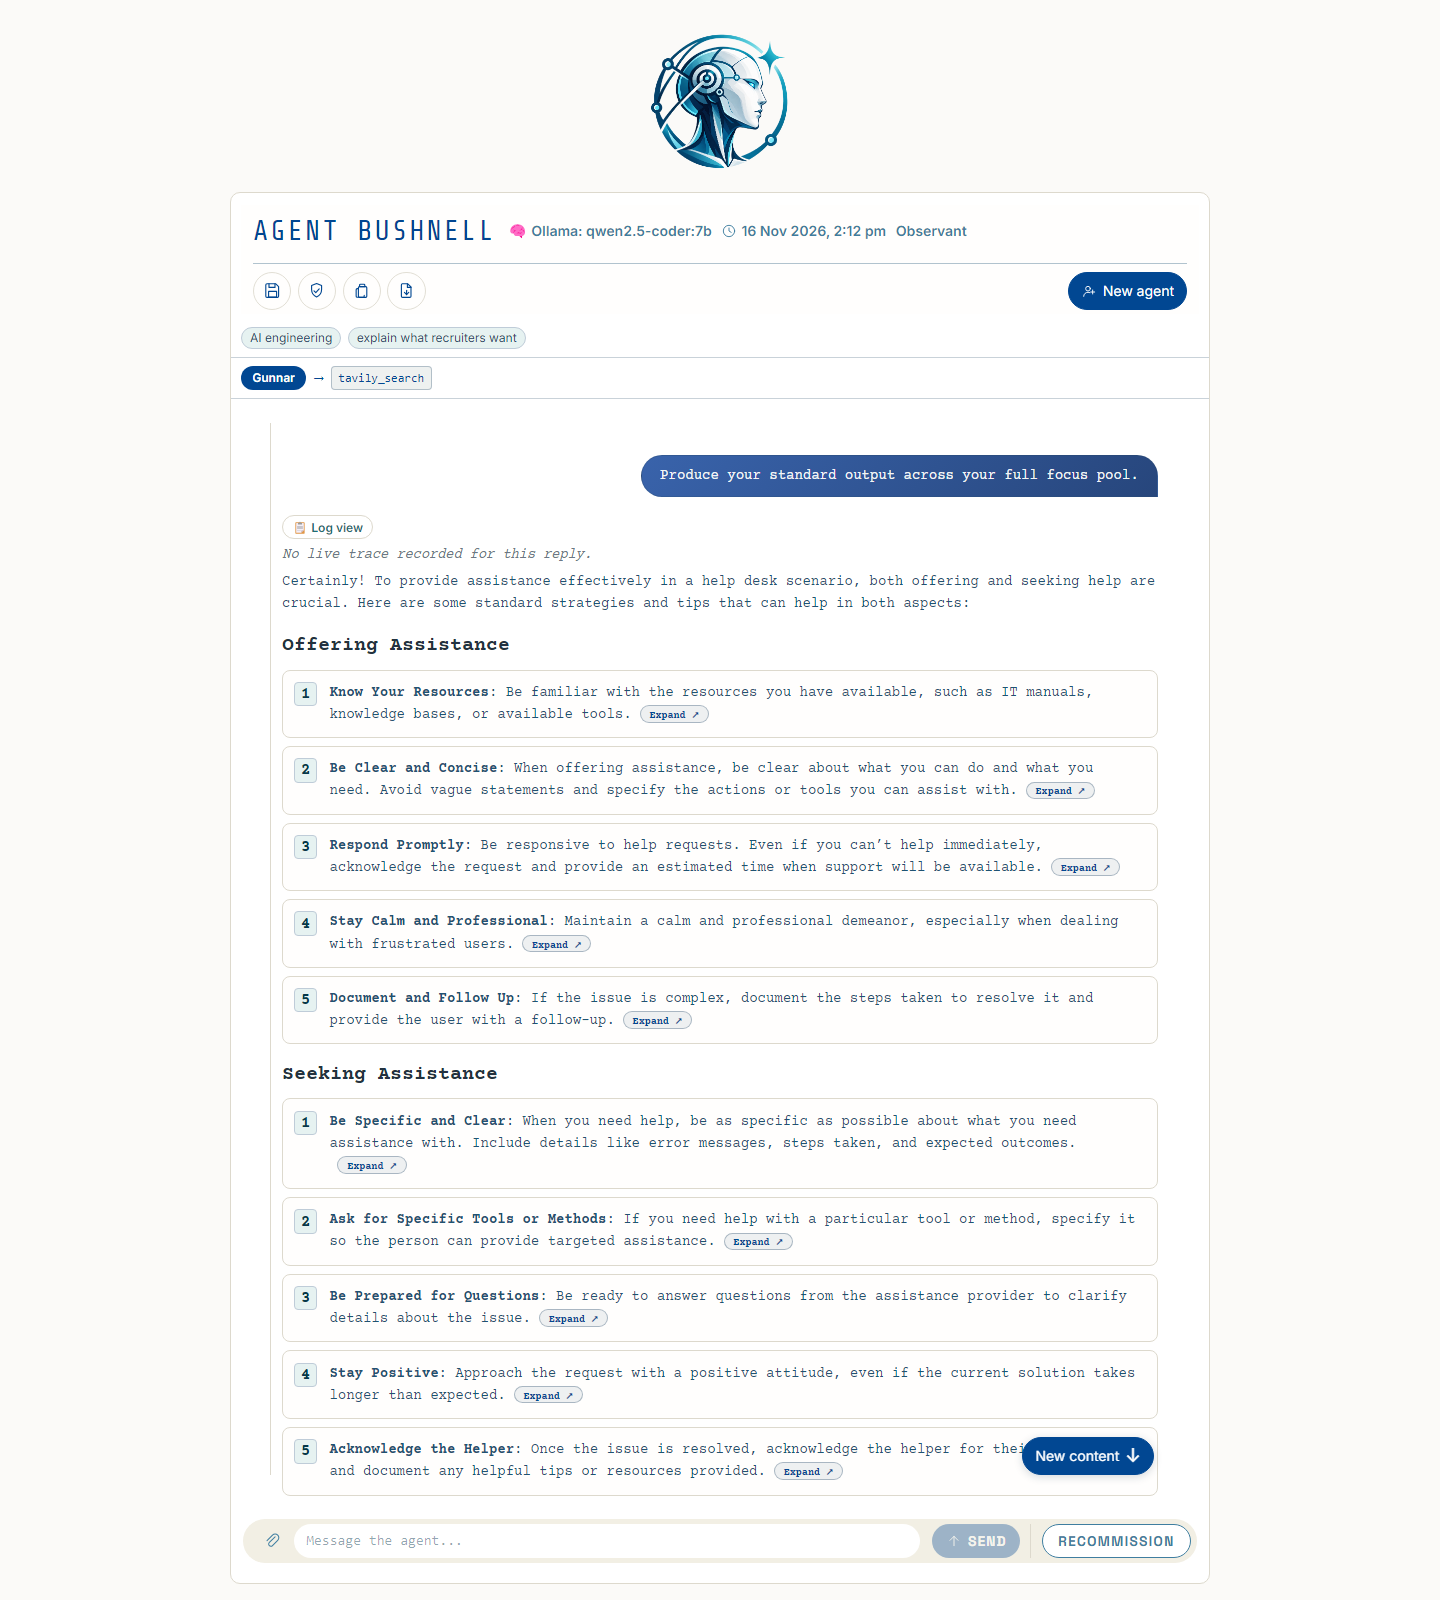 AGENT BUSHNELL
Ollama: qwen2.5-coder:7b
16 Nov 2026, 2:12 pm
Observant
New agent
AI engineering
explain what recruiters want
Gunnar → tavily_search
Produce your standard output across your full focus pool.
Log view
No live trace recorded for this reply.
Certainly! To provide assistance effectively in a help desk scenario, both offering and seeking help are
crucial. Here are some standard strategies and tips that can help in both aspects:
Offering Assistance
1 Know Your Resources: Be familiar with the resources you have available, such as IT manuals,
knowledge bases, or available tools. Expand ↗
2 Be Clear and Concise: When offering assistance, be clear about what you can do and what you
need. Avoid vague statements and specify the actions or tools you can assist with. Expand ↗
3 Respond Promptly: Be responsive to help requests. Even if you can’t help immediately,
acknowledge the request and provide an estimated time when support will be available. Expand ↗
4 Stay Calm and Professional: Maintain a calm and professional demeanor, especially when dealing
with frustrated users. Expand ↗
5 Document and Follow Up: If the issue is complex, document the steps taken to resolve it and
provide the user with a follow-up. Expand ↗
Seeking Assistance
1 Be Specific and Clear: When you need help, be as specific as possible about what you need
assistance with. Include details like error messages, steps taken, and expected outcomes.
Expand ↗
2 Ask for Specific Tools or Methods: If you need help with a particular tool or method, specify it
so the person can provide targeted assistance. Expand ↗
3 Be Prepared for Questions: Be ready to answer questions from the assistance provider to clarify
details about the issue. Expand ↗
4 Stay Positive: Approach the request with a positive attitude, even if the current solution takes
longer than expected. Expand ↗
5 Acknowledge the Helper: Once the issue is resolved, acknowledge the helper for
and document any helpful tips or resources provided. Expand ↗
New content ↓
Message the agent...
↑ SEND
RECOMMISSION